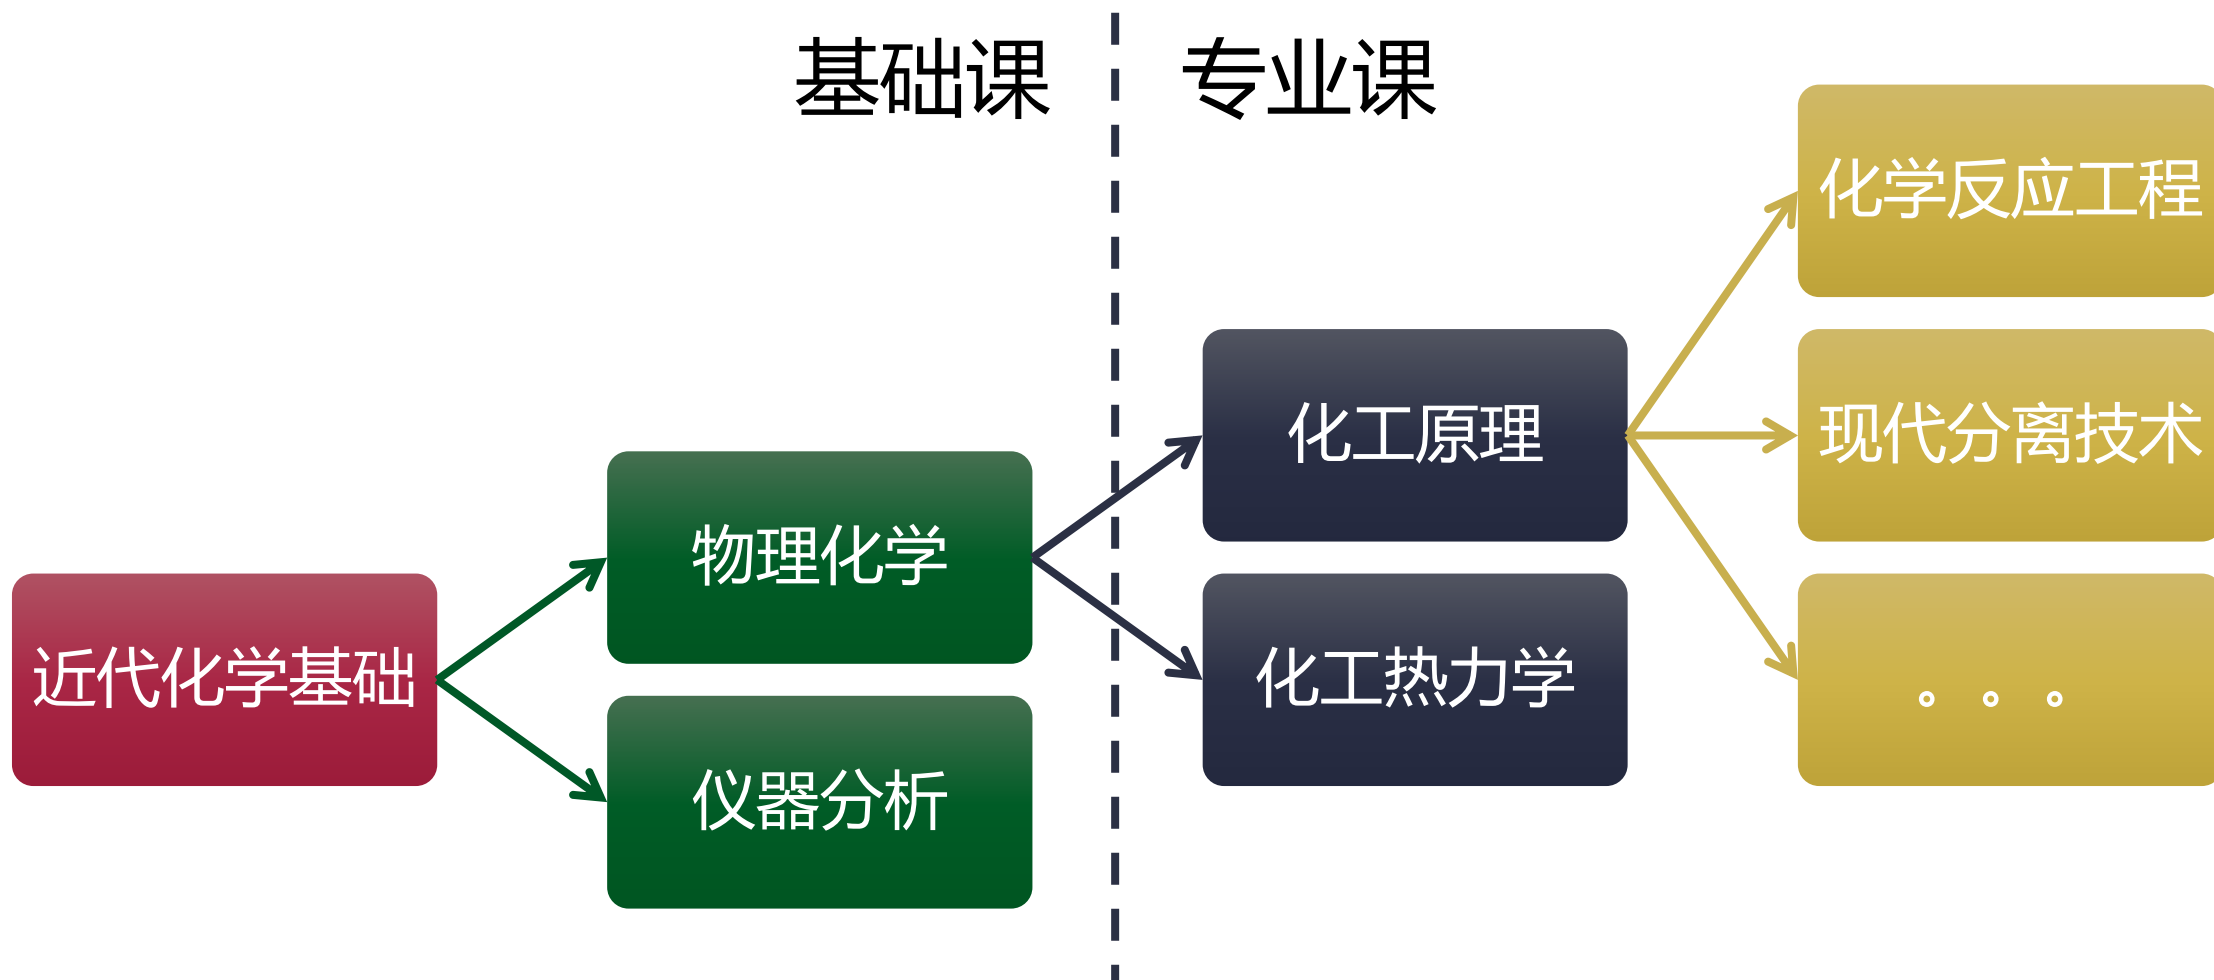 基础课
专业课
近代化学基础
物理化学
仪器分析
化工原理
化工热力学
化学反应工程
现代分离技术
。。。